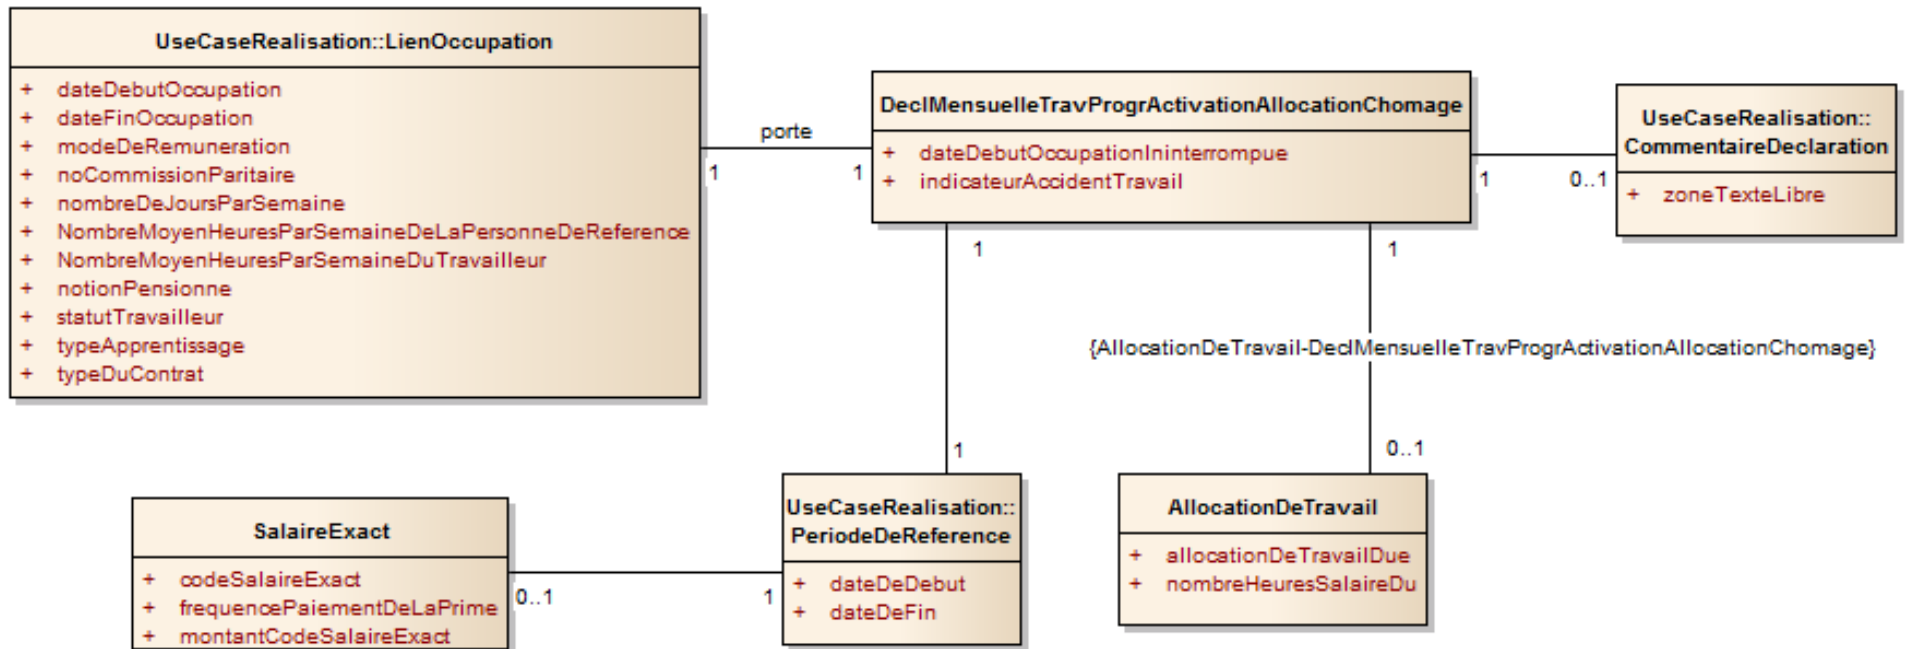 UseCaseRealisation::LienOccupation
+ dateDebutOccupation
+ dateFinOccupation
+ modeDeRemuneration
+ noCommissionParitaire
+ nombreDeJoursParSemaine
+ NombreMoyenHeuresParSemaineDeLaPersonneDeReference
+ NombreMoyenHeuresParSemaineDuTravailleur
+ notionPensionne
+ statutTravailleur
+ typeApprentissage
+ typeDuContrat
porte
1
1
DeclMensuelleTravProgrActivationAllocationChomage
+ dateDebutOccupationIninterrompue
+ indicateurAccidentTravail
1
0..1
UseCaseRealisation::
CommentaireDeclaration
+ zoneTexteLibre
1
1
{AllocationDeTravail-DeclMensuelleTravProgrActivationAllocationChomage}
1
0..1
SalaireExact
+ codeSalaireExact
+ frequencePaiementDeLaPrime
+ montantCodeSalaireExact
0..1
1
UseCaseRealisation::
PeriodeDeReference
+ dateDeDebut
+ dateDeFin
AllocationDeTravail
+ allocationDeTravailDue
+ nombreHeuresSalaireDu